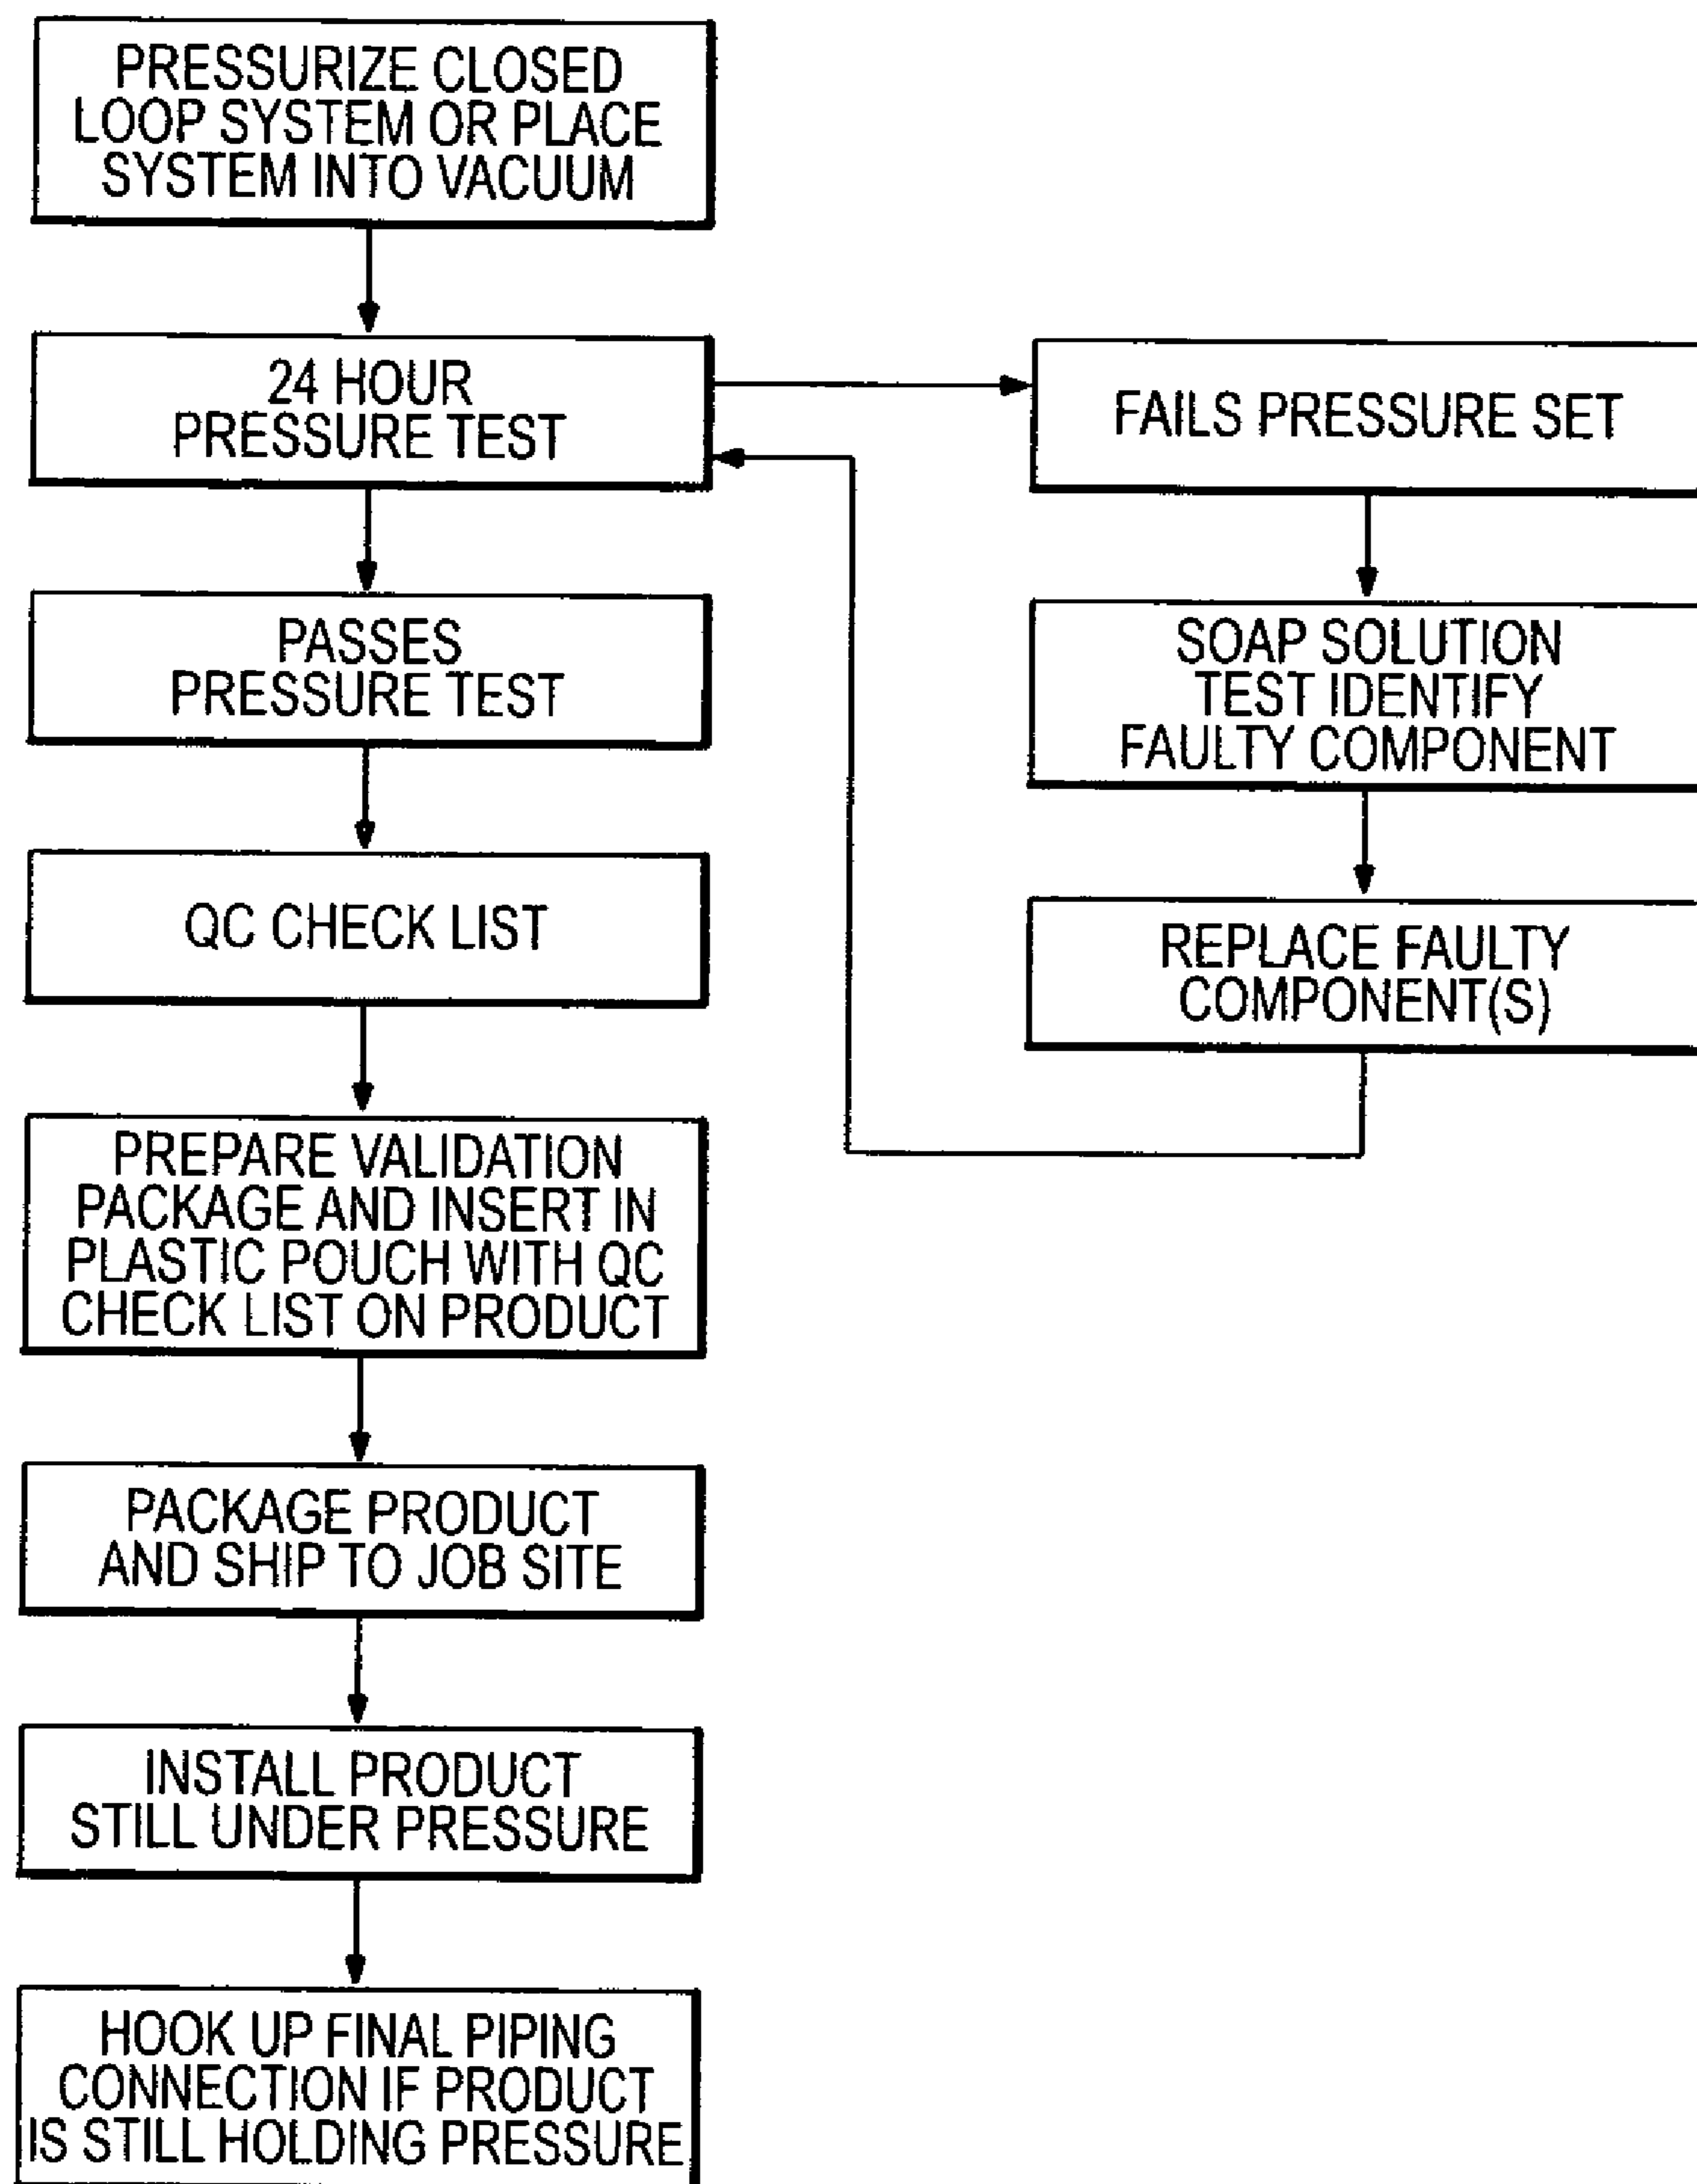 PRESSURIZE CLOSED
LOOP SYSTEM OR PLACE
SYSTEM INTO VACUUM
24 HOUR
PRESSURE TEST
FAILS PRESSURE SET
PASSES
PRESSURE TEST
SOAP SOLUTION
TEST IDENTIFY
FAULTY COMPONENT
QC CHECK LIST
REPLACE FAULTY
COMPONENT(S)
PREPARE VALIDATION
PACKAGE AND INSERT IN
PLASTIC POUCH WITH QC
CHECK LIST ON PRODUCT
PACKAGE PRODUCT
AND SHIP TO JOB SITE
INSTALL PRODUCT
STILL UNDER PRESSURE
HOOK UP FINAL PIPING
CONNECTION IF PRODUCT
IS STILL HOLDING PRESSURE